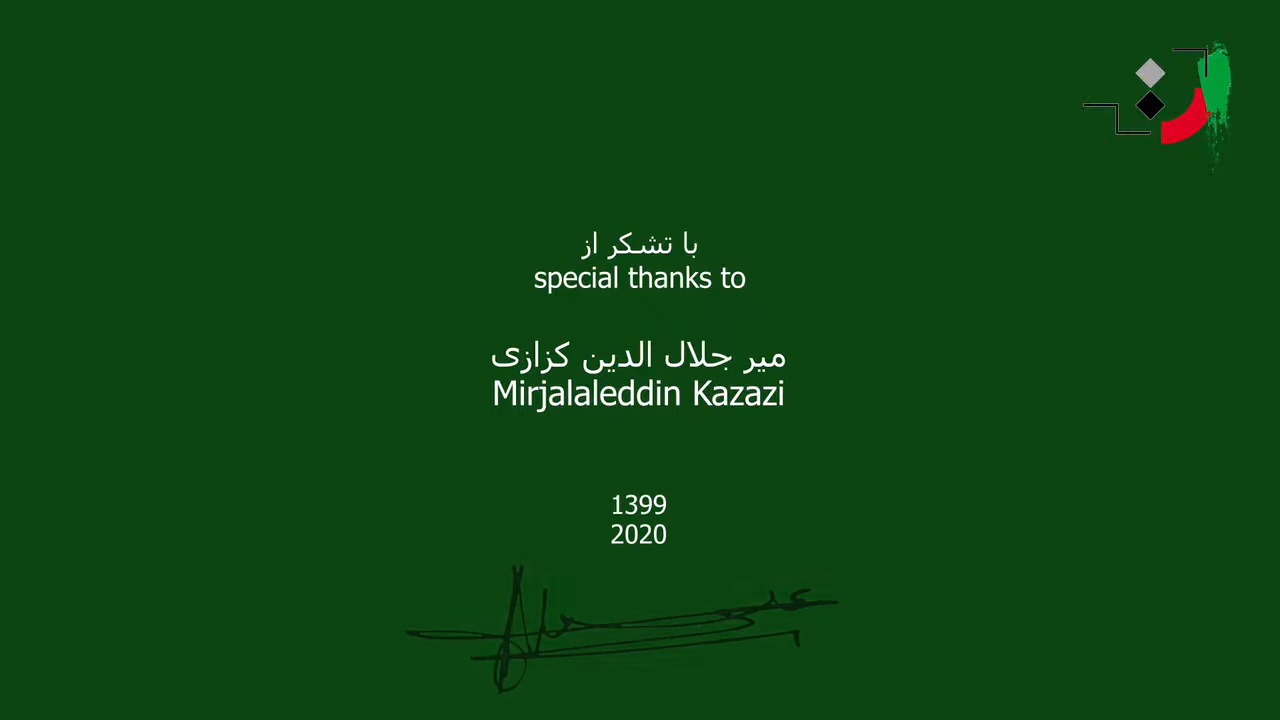 با تشکر از
special thanks to
میر جلال الدین کزازی
Mirjalaleddin Kazazi
1399
2020